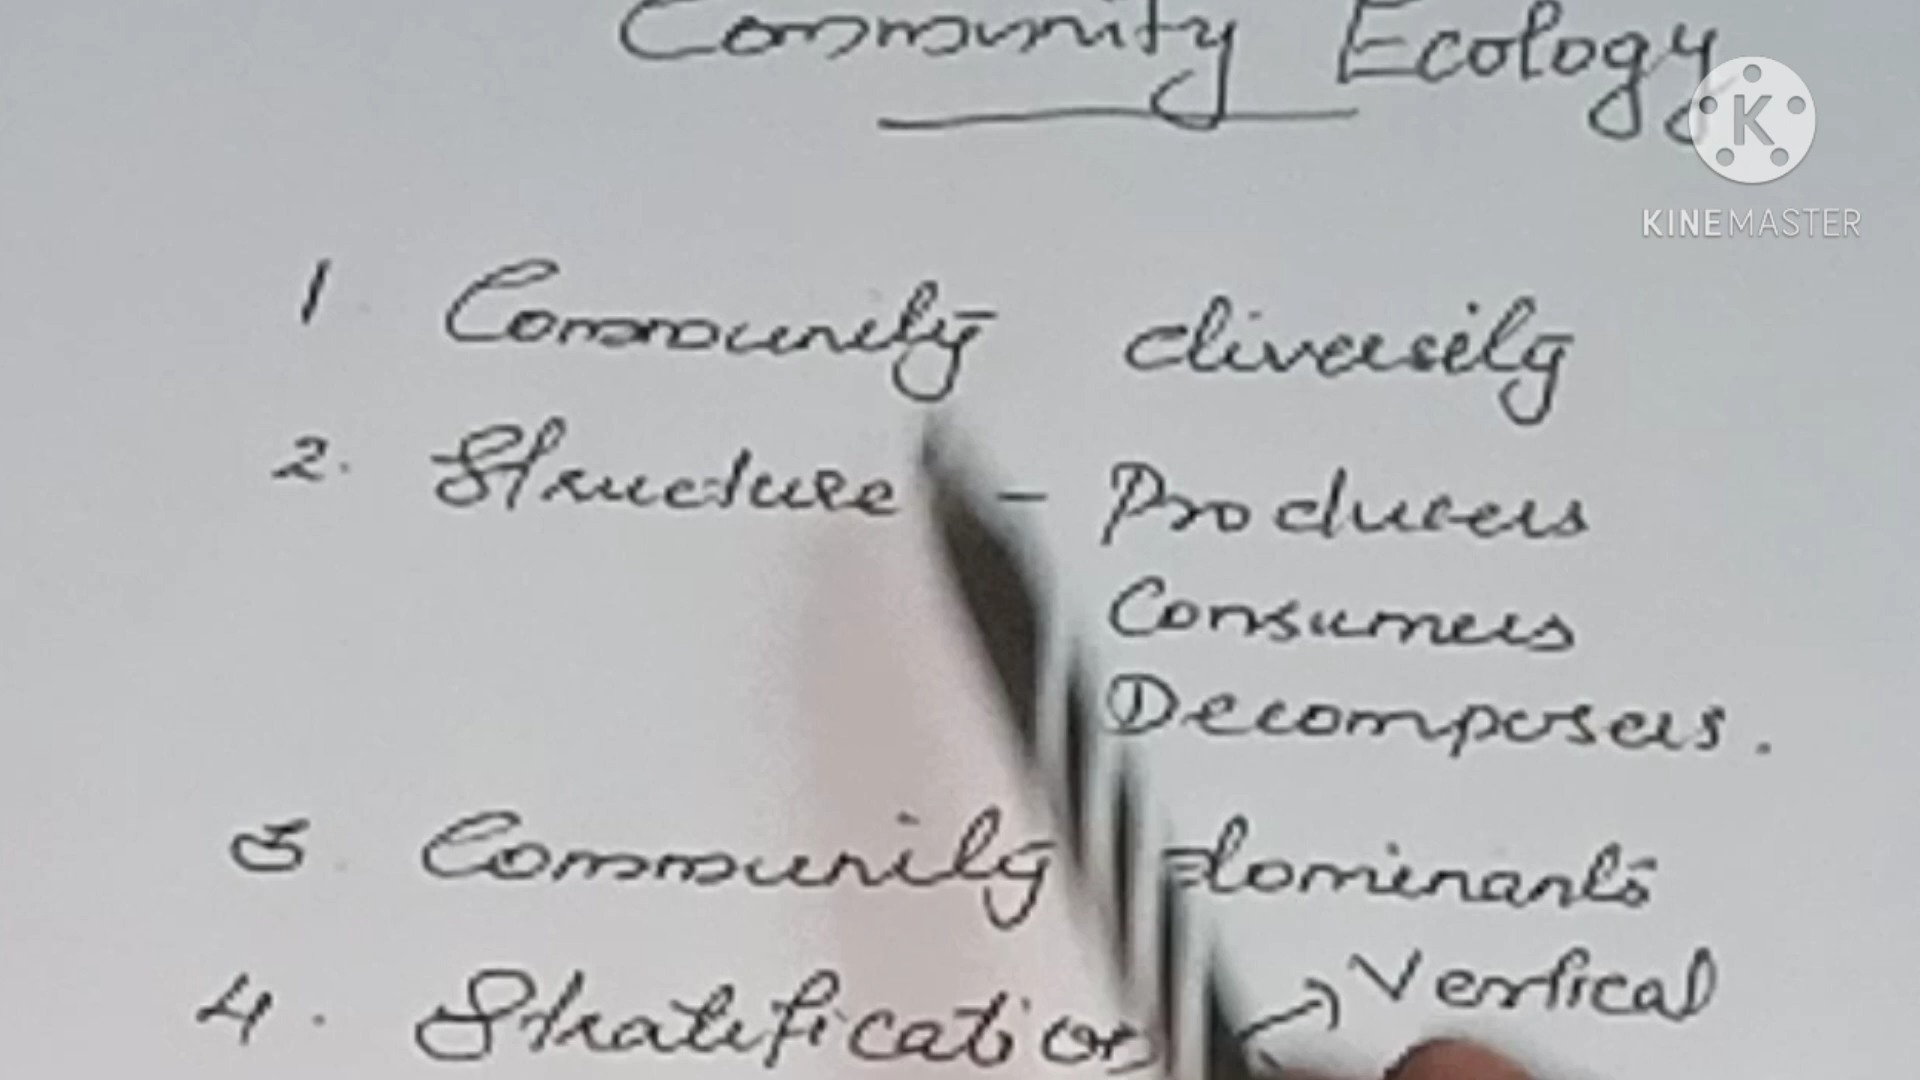 Community Ecology
K
KINEMASTER
1. Community diversity
2. Structure - Producers
Consumers
Decomposers.
3. Community dominants
4. Stratification → Vertical